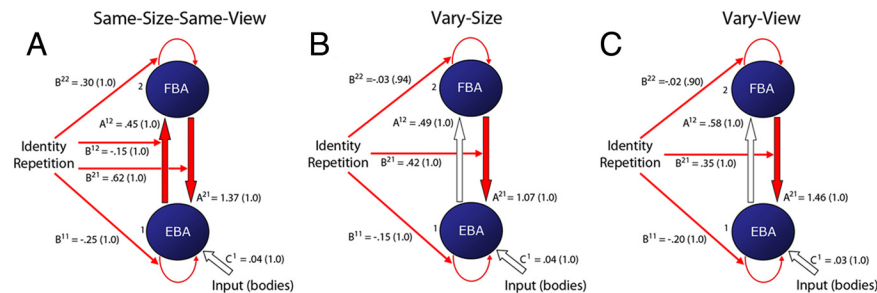 A
Same-Size-Same-View
B22 = .30 (1.0)
2
FBA
A12 = .45 (1.0)
Identity
Repetition
B12 = -.15 (1.0)
B21 = .62 (1.0)
A21 = 1.37 (1.0)
1
EBA
B11 = -.25 (1.0)
C1 = .04 (1.0)
Input (bodies)
B
Vary-Size
B22 =-.03 (.94)
2
FBA
A12 = .49 (1.0)
Identity
Repetition
B21 = .42 (1.0)
A21 = 1.07 (1.0)
1
EBA
B11 = -.15 (1.0)
C1 = .04 (1.0)
Input (bodies)
C
Vary-View
B22 = -.02 (.90)
2
FBA
A12 = .58 (1.0)
Identity
Repetition
B21 = .35 (1.0)
A21 = 1.46 (1.0)
1
EBA
B11 = -.20 (1.0)
C1 = .03 (1.0)
Input (bodies)